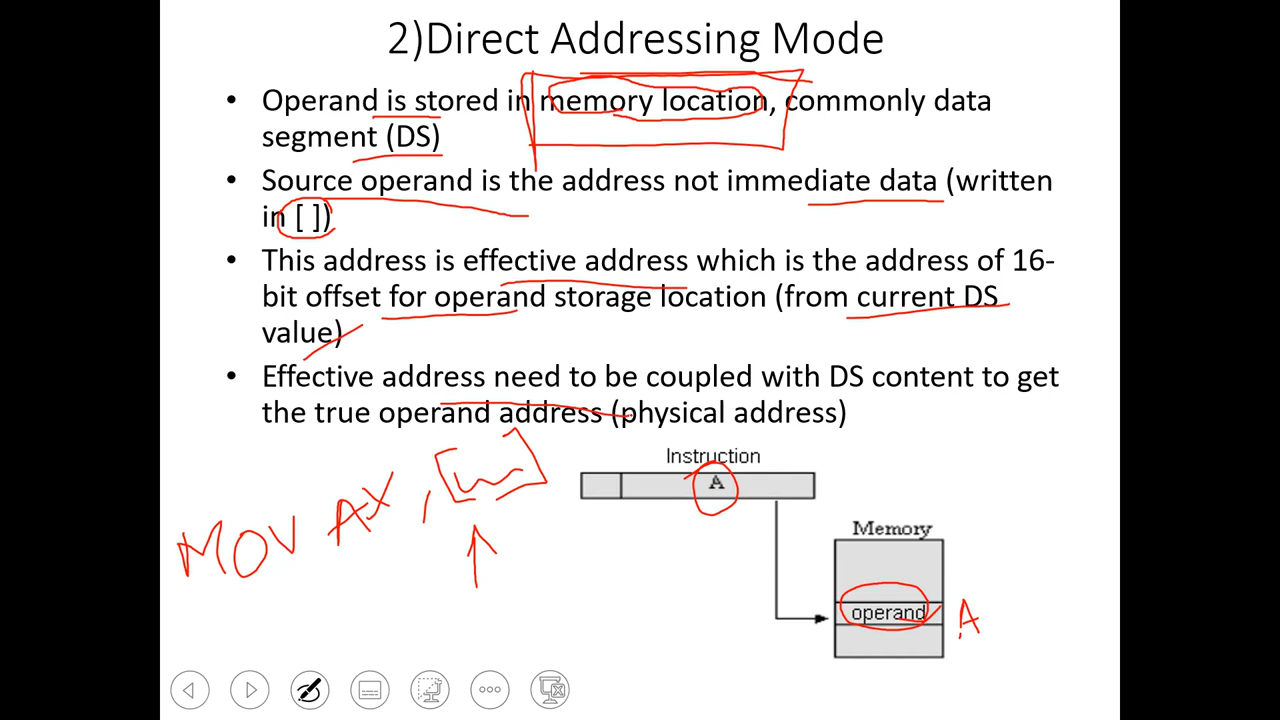 2)Direct Addressing Mode
• Operand is stored in memory location, commonly data
segment (DS)
• Source operand is the address not immediate data (written
in [ ])
• This address is effective address which is the address of 16-
bit offset for operand storage location (from current DS
value)
• Effective address need to be coupled with DS content to get
the true operand address (physical address)
Instruction
A
MOV AX, [
]
Memory
operand
A